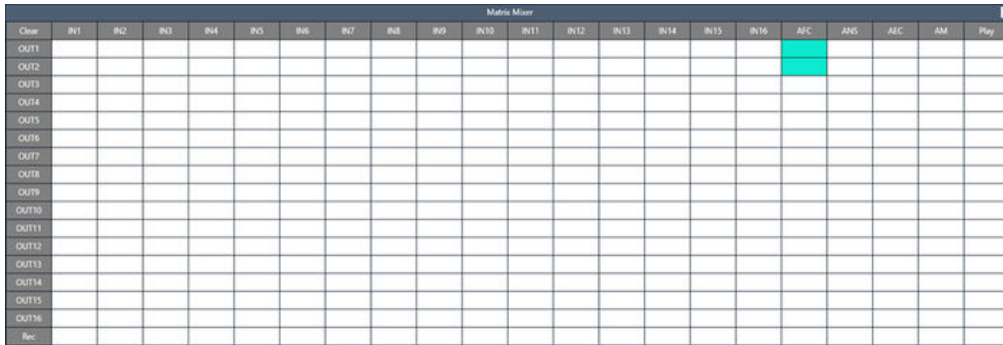 Matrix Mixer
Clear IN1 IN2 IN3 IN4 IN5 IN6 IN7 IN8 IN9 IN10 IN11 IN12 IN13 IN14 IN15 IN16 AFC ANS AEC AM Play
OUT1
OUT2
OUT3
OUT4
OUT5
OUT6
OUT7
OUT8
OUT9
OUT10
OUT11
OUT12
OUT13
OUT14
OUT15
OUT16
Rec